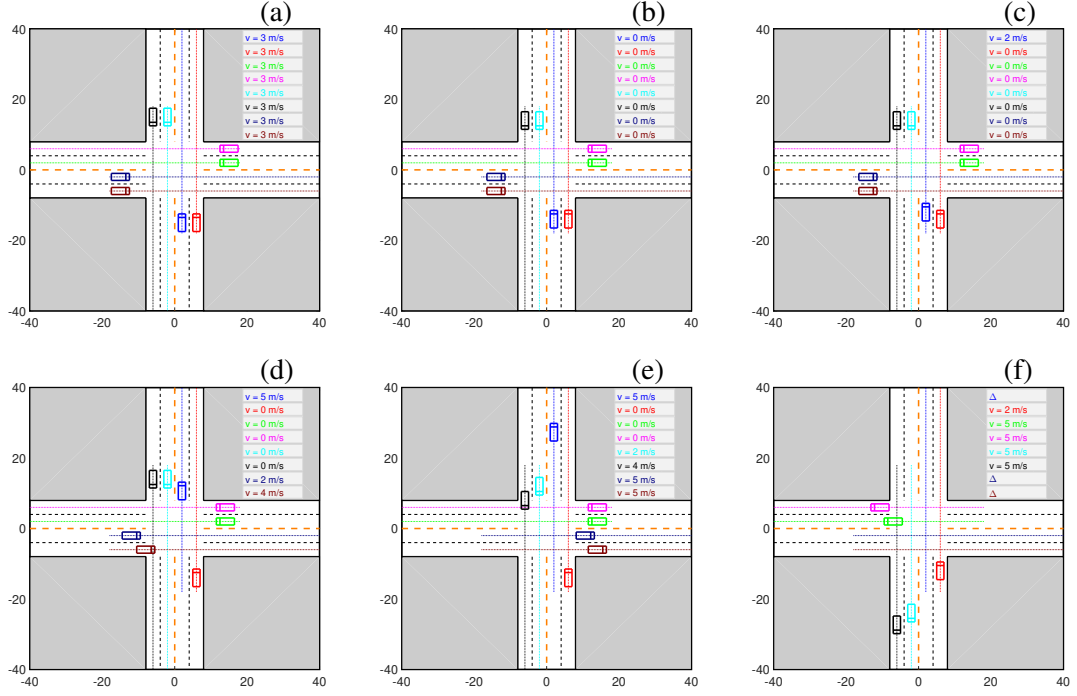 (a)
40
20
0
-20
-40
-40
-20
0
20
40
v = 3 m/s
v = 3 m/s
v = 3 m/s
v = 3 m/s
v = 3 m/s
v = 3 m/s
v = 3 m/s
v = 3 m/s
(b)
40
20
0
-20
-40
-40
-20
0
20
40
v = 0 m/s
v = 0 m/s
v = 0 m/s
v = 0 m/s
v = 0 m/s
v = 0 m/s
v = 0 m/s
v = 0 m/s
(c)
40
20
0
-20
-40
-40
-20
0
20
40
v = 2 m/s
v = 0 m/s
v = 0 m/s
v = 0 m/s
v = 0 m/s
v = 0 m/s
v = 0 m/s
v = 0 m/s
(d)
40
20
0
-20
-40
-40
-20
0
20
40
v = 5 m/s
v = 0 m/s
v = 0 m/s
v = 0 m/s
v = 0 m/s
v = 0 m/s
v = 2 m/s
v = 4 m/s
(e)
40
20
0
-20
-40
-40
-20
0
20
40
v = 5 m/s
v = 0 m/s
v = 0 m/s
v = 0 m/s
v = 2 m/s
v = 4 m/s
v = 5 m/s
v = 5 m/s
(f)
40
20
0
-20
-40
-40
-20
0
20
40
Δ
v = 2 m/s
v = 5 m/s
v = 5 m/s
v = 5 m/s
v = 5 m/s
Δ
Δ